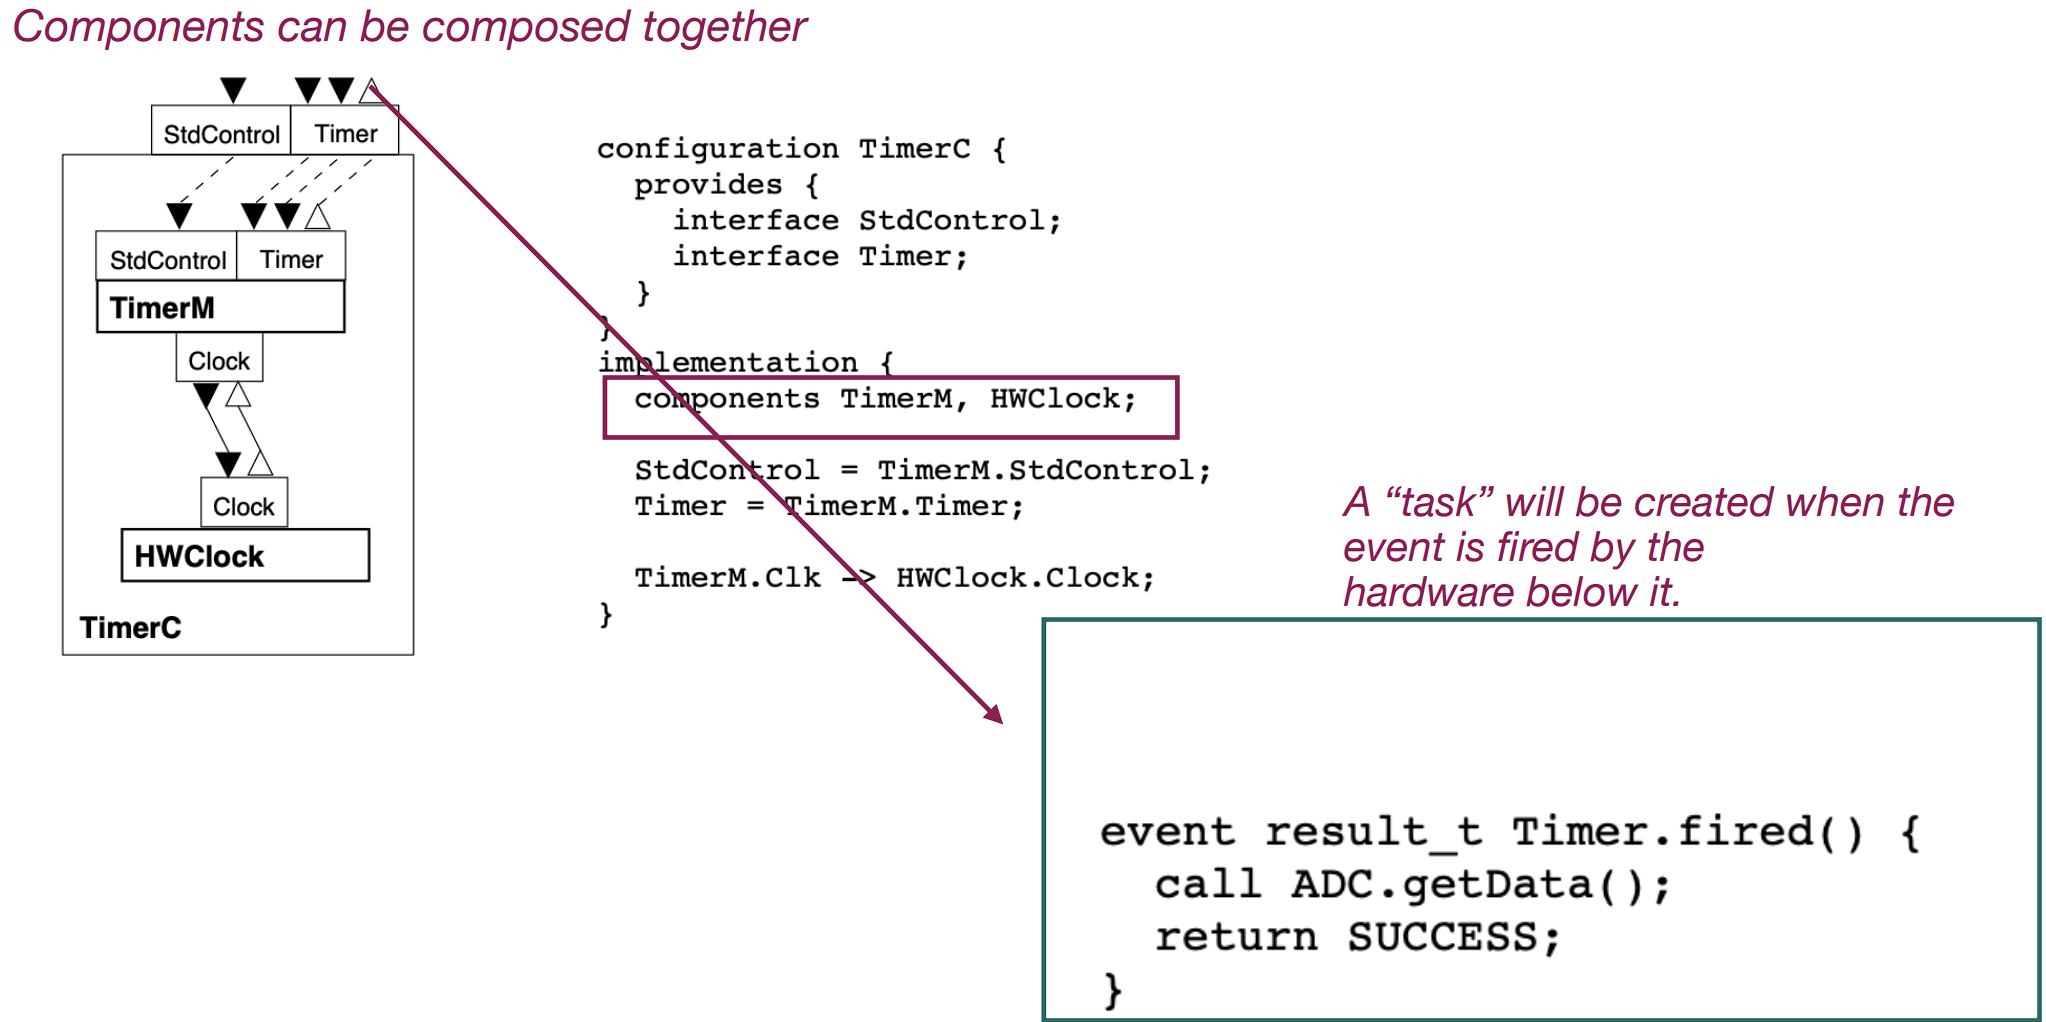 Components can be composed together
StdControl Timer
StdControl Timer
TimerM
Clock
Clock
HWClock
TimerC
configuration TimerC {
provides {
interface StdControl;
interface Timer;
}
}
implementation {
components TimerM, HWClock;
StdControl = TimerM.StdControl;
Timer = TimerM.Timer;
TimerM.Clk -> HWClock.Clock;
}
A “task” will be created when the
event is fired by the
hardware below it.
event result_t Timer.fired() {
call ADC.getData();
return SUCCESS;
}